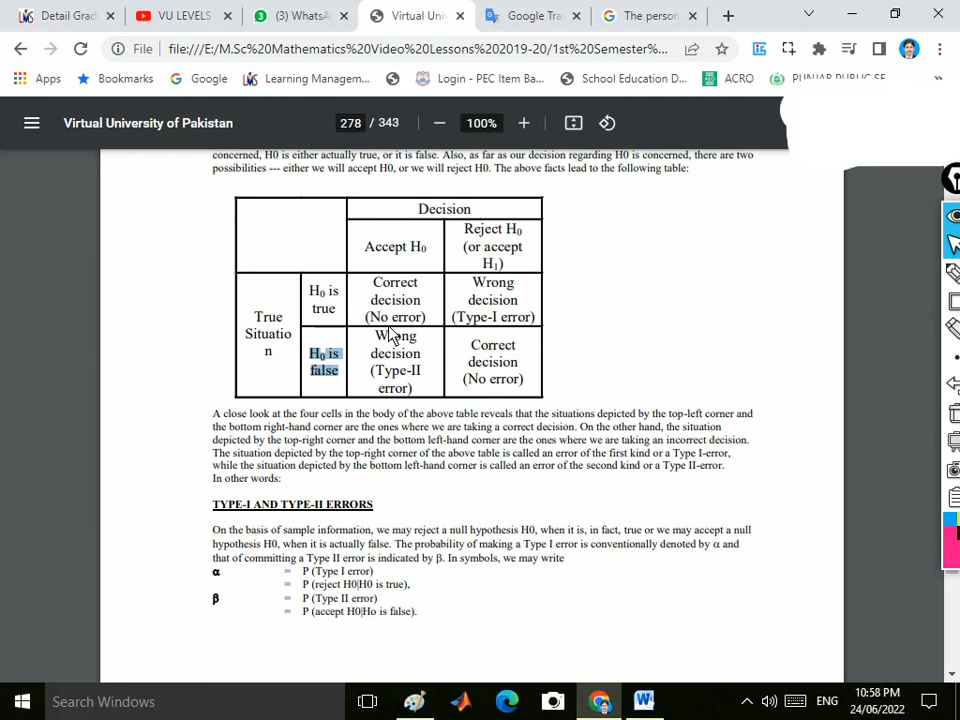 Detail Grad
VU LEVELS
(3) WhatsA
Virtual Uni
Google Tra
The person
File
file:///E:/M.Sc%20Mathematics%20Video%20Lessons%202019-20/1st%20Semester%...
Apps
Bookmarks
Google
Learning Managem...
Login - PEC Item Ba...
School Education D...
ACRO
PUNJAB PUBLIC SE
»
Virtual University of Pakistan
278 / 343
100%
concerned, H0 is either actually true, or it is false. Also, as far as our decision regarding H0 is concerned, there are two
possibilities --- either we will accept H0, or we will reject H0. The above facts lead to the following table:
Decision
Accept H₀
Reject H₀
(or accept
H₁)
True
Situatio
n
H₀ is
true
Correct
decision
(No error)
Wrong
decision
(Type-I error)
H₀ is
false
Wrong
decision
(Type-II
error)
Correct
decision
(No error)
A close look at the four cells in the body of the above table reveals that the situations depicted by the top-left corner and
the bottom right-hand corner are the ones where we are taking a correct decision. On the other hand, the situation
depicted by the top-right corner and the bottom left-hand corner are the ones where we are taking an incorrect decision.
The situation depicted by the top-right corner of the above table is called an error of the first kind or a Type I-error,
while the situation depicted by the bottom left-hand corner is called an error of the second kind or a Type II-error.
In other words:
TYPE-I AND TYPE-II ERRORS
On the basis of sample information, we may reject a null hypothesis H0, when it is, in fact, true or we may accept a null
hypothesis H0, when it is actually false. The probability of making a Type I error is conventionally denoted by α and
that of committing a Type II error is indicated by β. In symbols, we may write
α = P (Type I error)
= P (reject H0|H0 is true),
β = P (Type II error)
= P (accept H0|Ho is false).
Search Windows
ENG
10:58 PM
24/06/2022